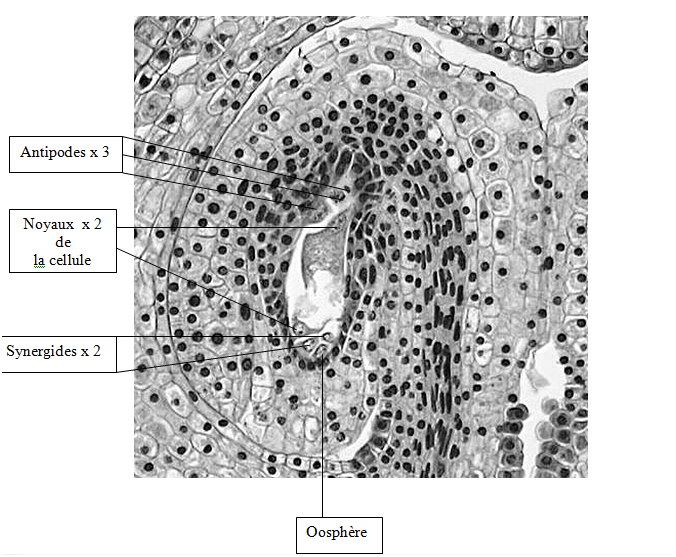 Antipodes x 3
Noyaux x 2
de
la cellule
Synergides x 2
Oosphère